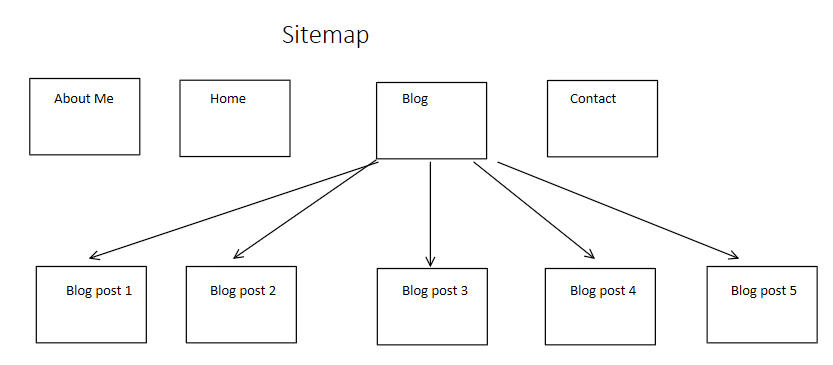 Sitemap
About Me
Home
Blog
Contact
Blog post 1
Blog post 2
Blog post 3
Blog post 4
Blog post 5